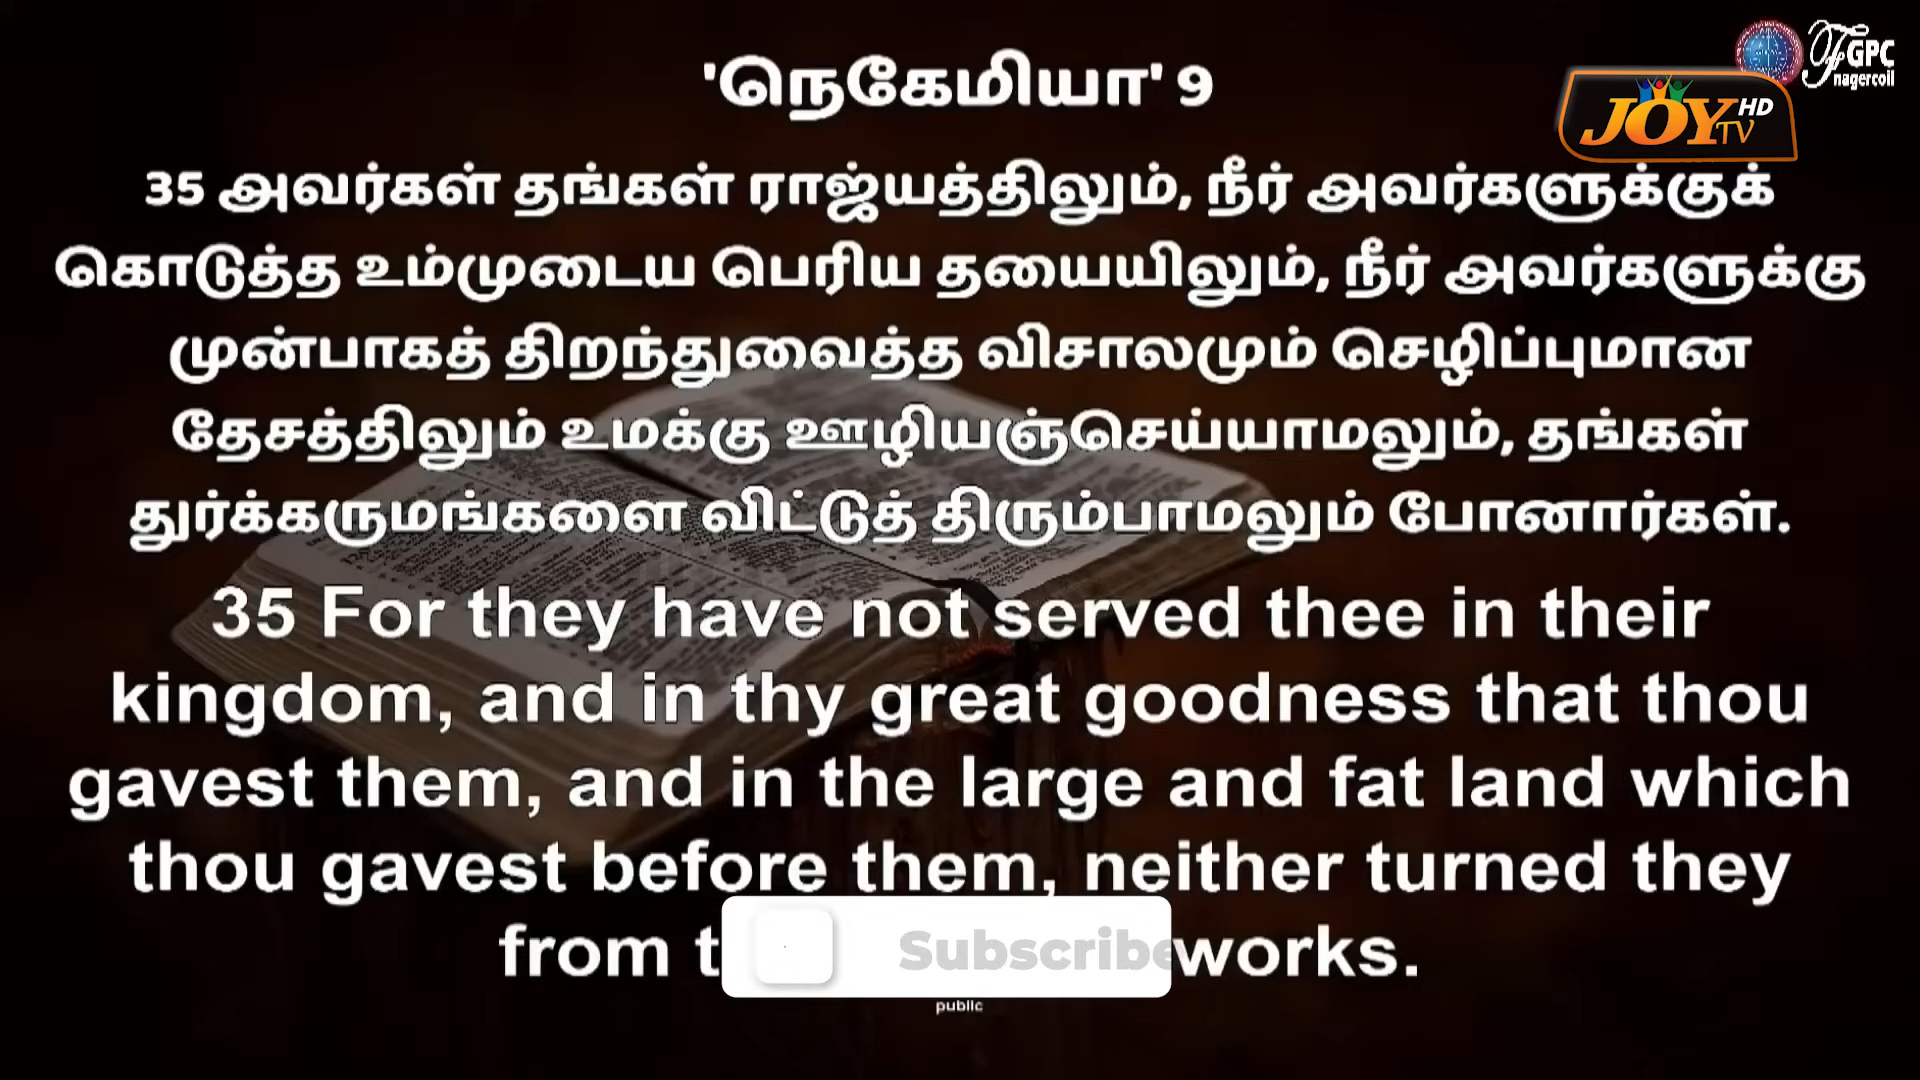 'நெகேமியா' 9
FGPC
nagercoil
JOY TV HD
35 அவர்கள் தங்கள் ராஜ்யத்திலும், நீர் அவர்களுக்குக்
கொடுத்த உம்முடைய பெரிய தயையிலும், நீர் அவர்களுக்கு
முன்பாகத் திறந்துவைத்த விசாலமும் செழிப்புமான
தேசத்திலும் உமக்கு ஊழியஞ்செய்யாமலும், தங்கள்
துர்க்கருமங்களை விட்டுத் திரும்பாமலும் போனார்கள்.
35 For they have not served thee in their
kingdom, and in thy great goodness that thou
gavest them, and in the large and fat land which
thou gavest before them, neither turned they
from t Subscribe works.
public